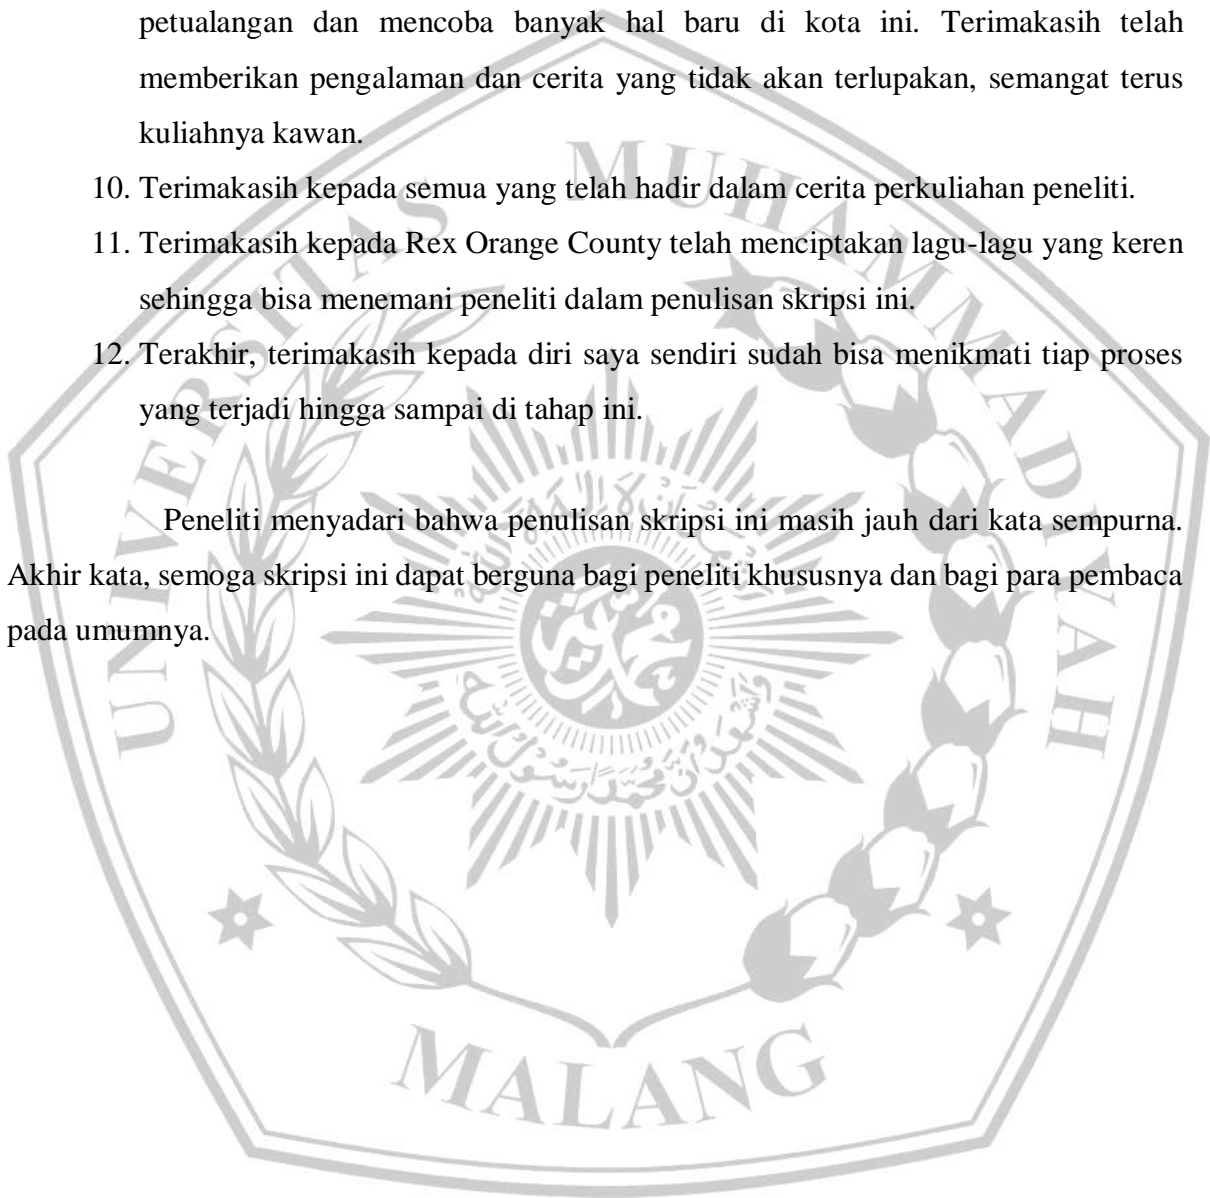 petualangan dan mencoba banyak hal baru di kota ini. Terimakasih telah
memberikan pengalaman dan cerita yang tidak akan terlupakan, semangat terus
kuliahnya kawan.
10. Terimakasih kepada semua yang telah hadir dalam cerita perkuliahan peneliti.
11. Terimakasih kepada Rex Orange County telah menciptakan lagu-lagu yang keren
sehingga bisa menemani peneliti dalam penulisan skripsi ini.
12. Terakhir, terimakasih kepada diri saya sendiri sudah bisa menikmati tiap proses
yang terjadi hingga sampai di tahap ini.
Peneliti menyadari bahwa penulisan skripsi ini masih jauh dari kata sempurna.
Akhir kata, semoga skripsi ini dapat berguna bagi peneliti khususnya dan bagi para pembaca
pada umumnya.
UNIVERSITAS MUHAMMADIYAH
MALANG